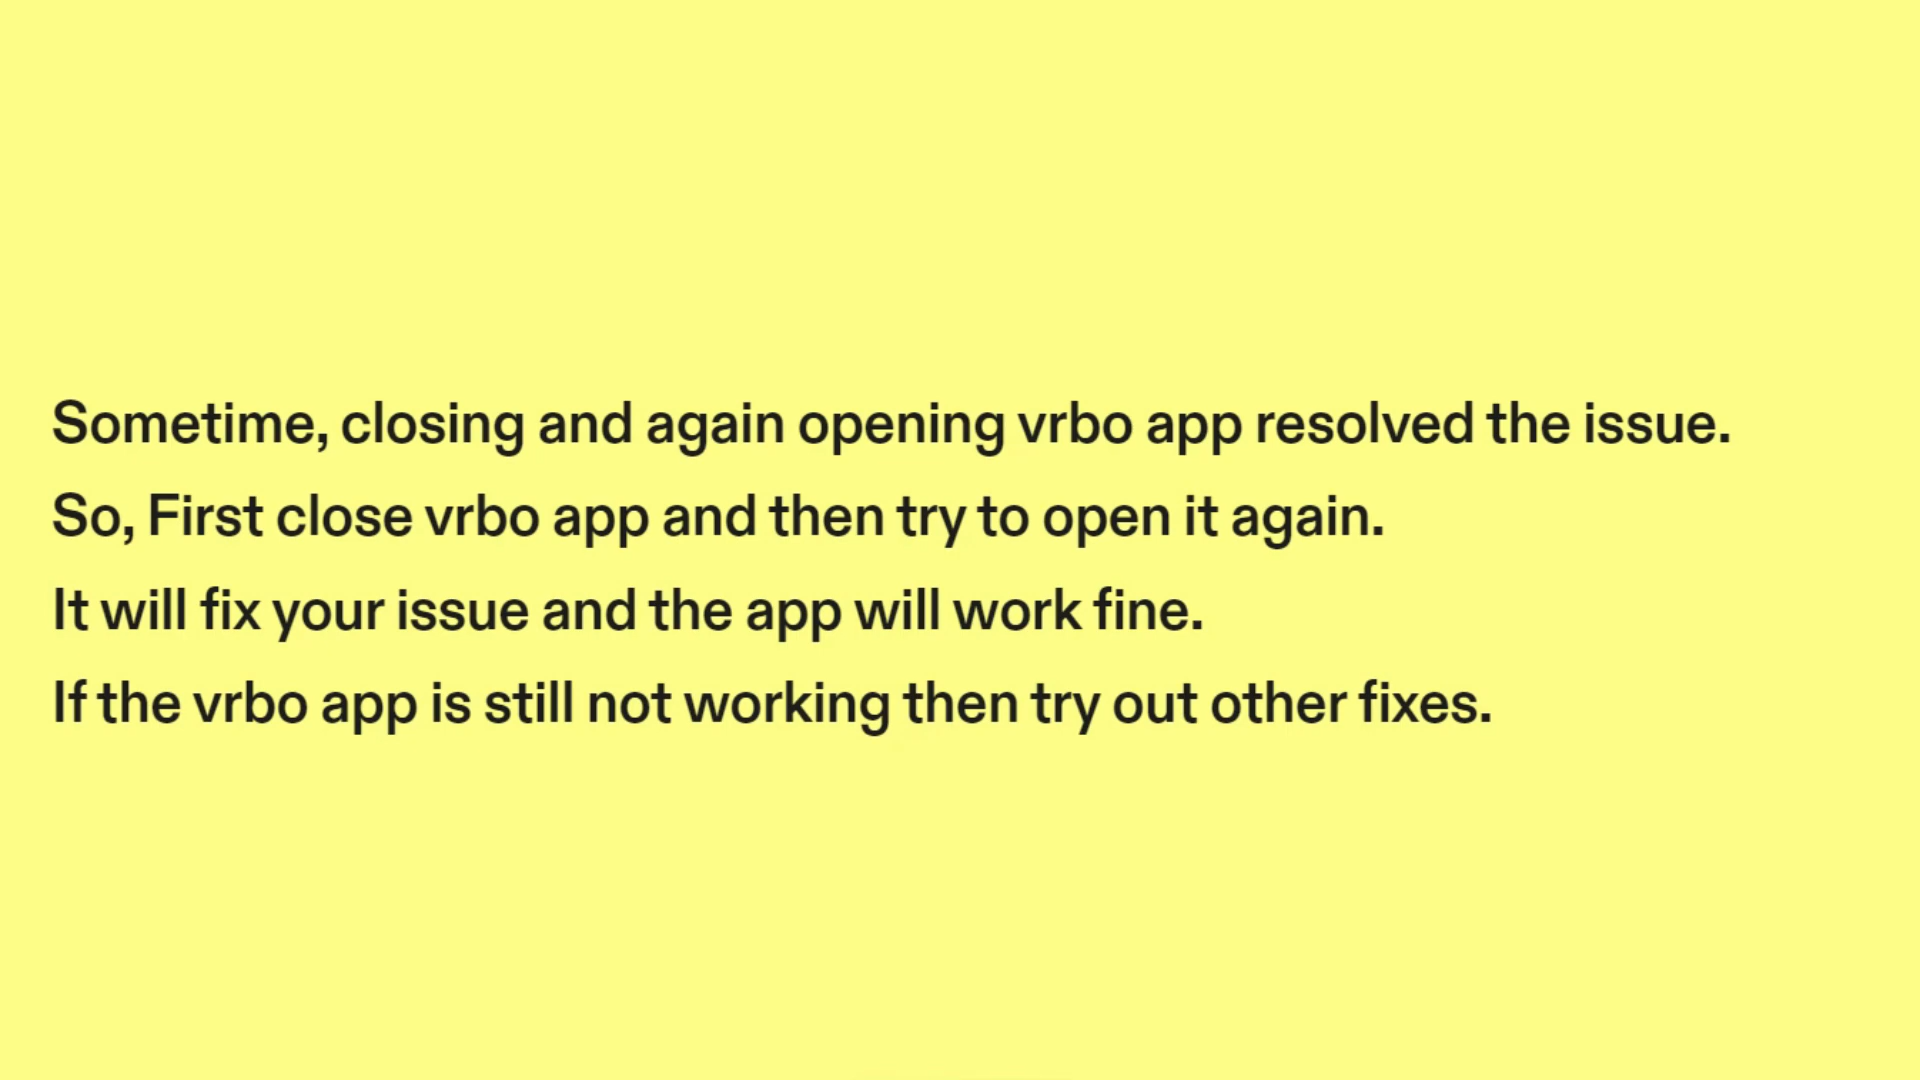 Sometime, closing and again opening vrbo app resolved the issue.
So, First close vrbo app and then try to open it again.
It will fix your issue and the app will work fine.
If the vrbo app is still not working then try out other fixes.